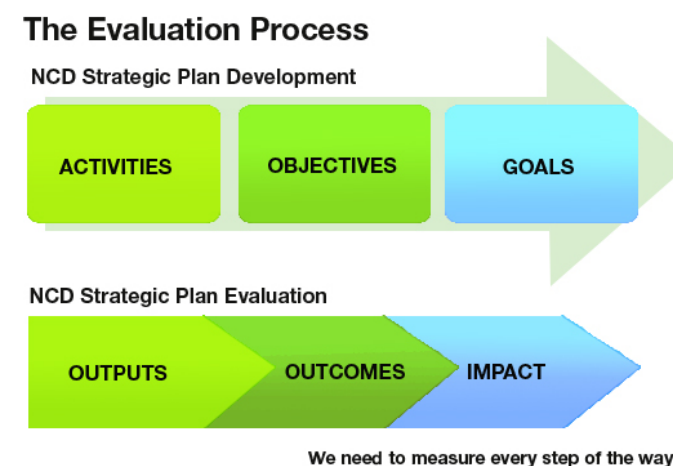 The Evaluation Process
NCD Strategic Plan Development
ACTIVITIES OBJECTIVES GOALS
NCD Strategic Plan Evaluation
OUTPUTS OUTCOMES IMPACT
We need to measure every step of the way